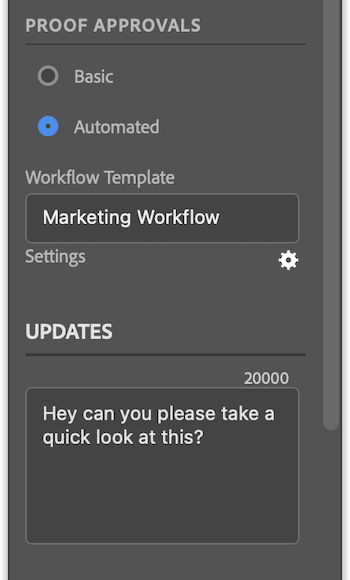 PROOF APPROVALS
Basic
Automated
Workflow Template
Marketing Workflow
Settings
UPDATES
20000
Hey can you please take a
quick look at this?